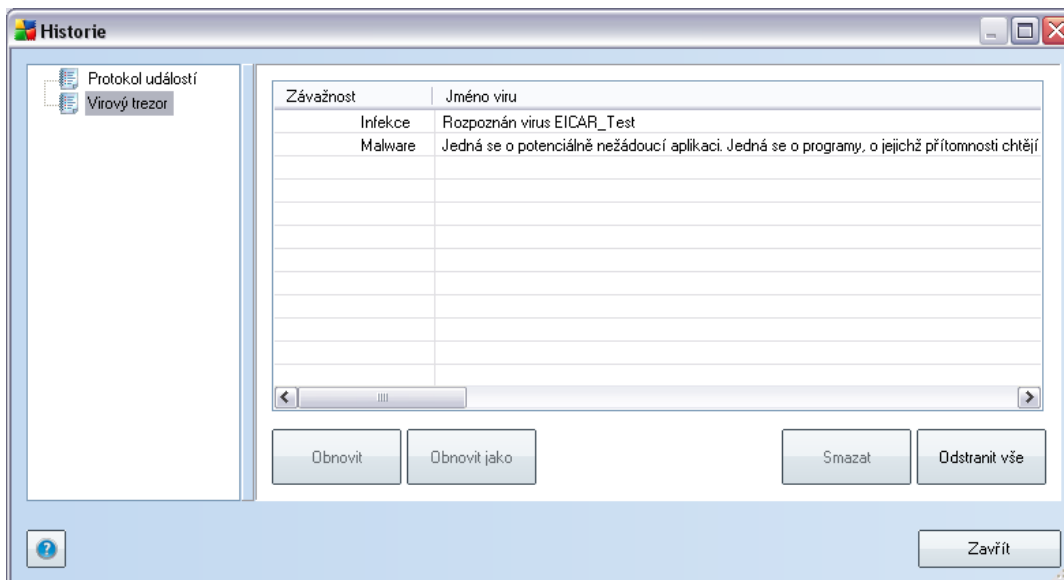 Historie
Protokol událostí
Virový trezor
Závažnost Jméno viru
Infekce Rozpoznán virus EICAR_Test
Malware Jedná se o potenciálně nežádoucí aplikaci. Jedná se o programy, o jejichž přítomnosti chtějí
Obnovit Obnovit jako Smazat Odstranit vše
? Zavřít